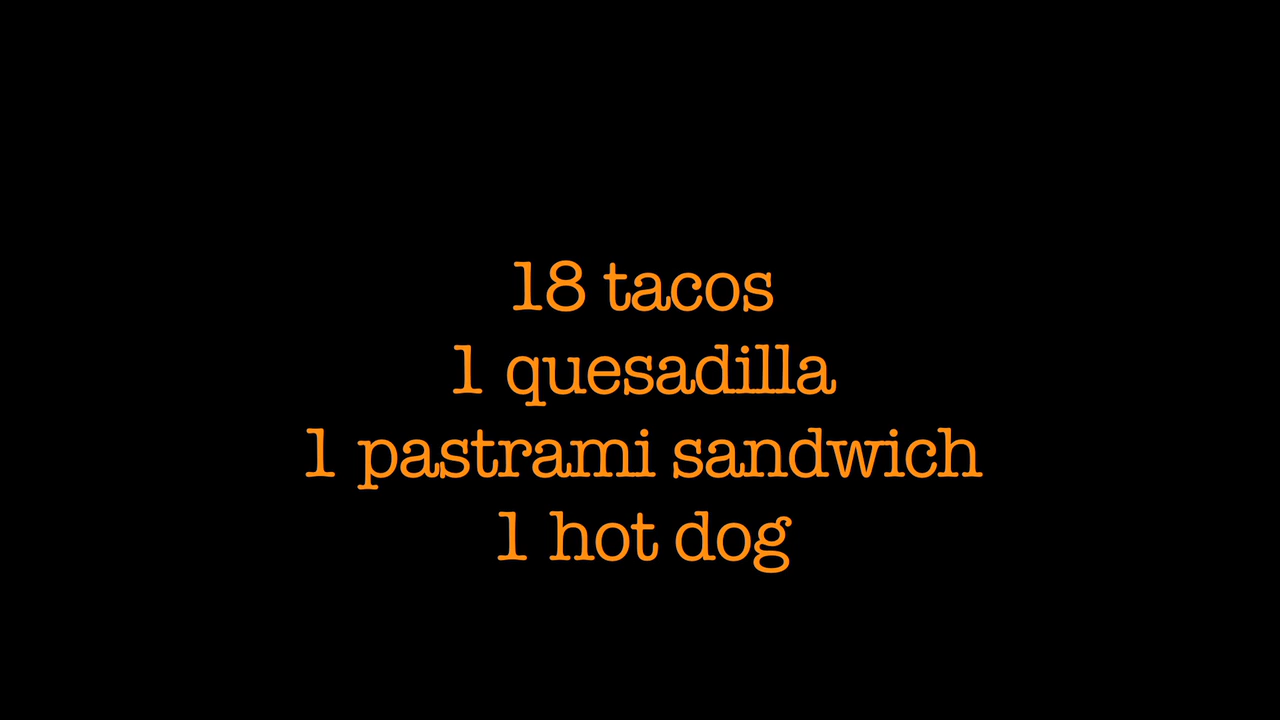 18 tacos
1 quesadilla
1 pastrami sandwich
1 hot dog